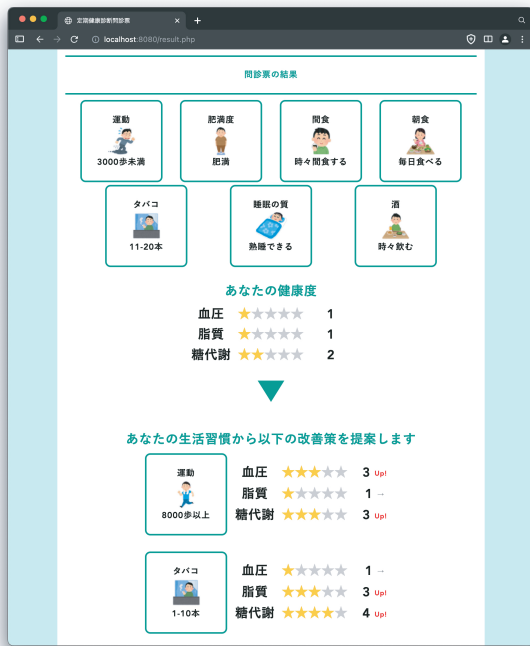 定期健康診断問診票
localhost:8080/result.php
問診票の結果
運動
3000歩未満
肥満度
肥満
間食
時々間食する
朝食
毎日食べる
タバコ
11-20本
睡眠の質
熟睡できる
酒
時々飲む
あなたの健康度
血圧 ★★★★★ 1
脂質 ★★★★★ 1
糖代謝 ★★★★★ 2
あなたの生活習慣から以下の改善策を提案します
運動
8000歩以上
血圧 ★★★★★ 3 Up!
脂質 ★★★★★ 1 →
糖代謝 ★★★★★ 3 Up!
タバコ
1-10本
血圧 ★★★★★ 1 →
脂質 ★★★★★ 3 Up!
糖代謝 ★★★★★ 4 Up!